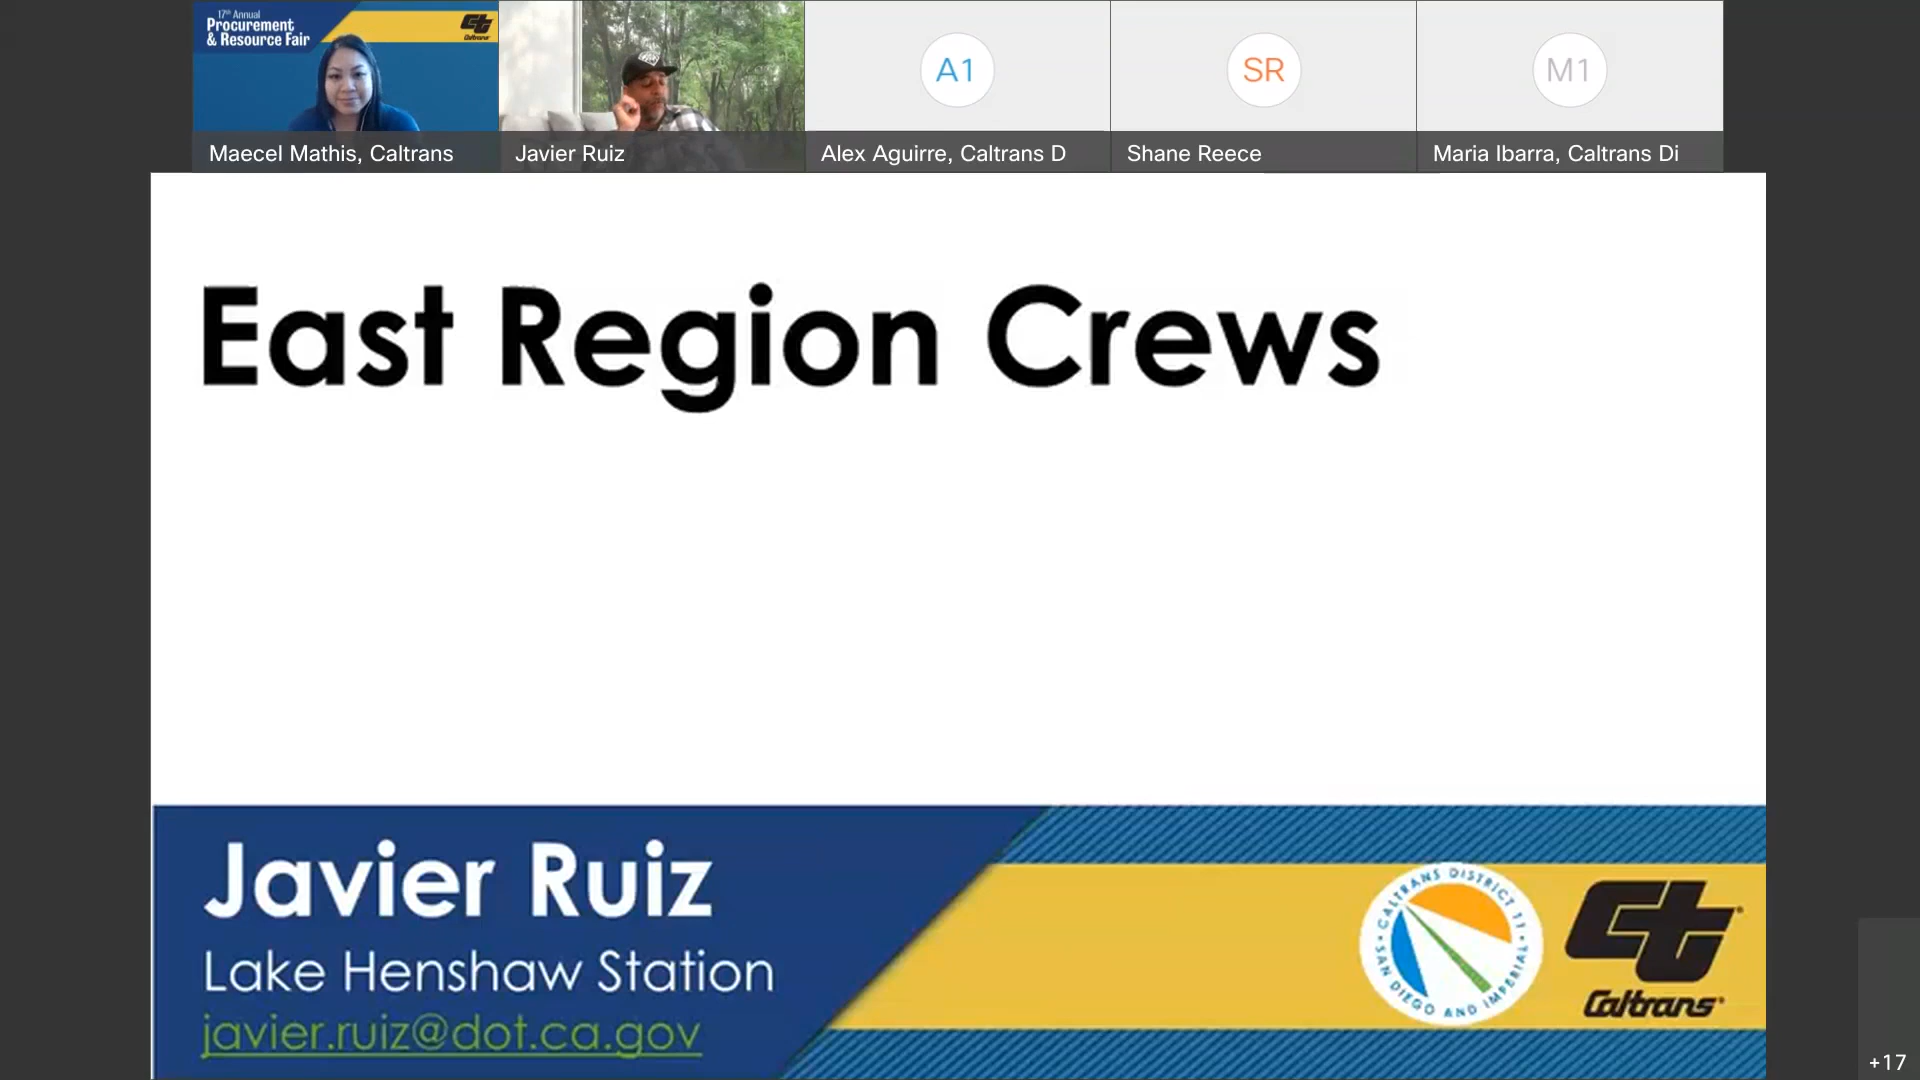 17th Annual
Procurement
& Resource Fair
Caltrans
A1
SR
M1
Maecel Mathis, Caltrans
Javier Ruiz
Alex Aguirre, Caltrans D
Shane Reece
Maria Ibarra, Caltrans Di
East Region Crews
Javier Ruiz
Lake Henshaw Station
javier.ruiz@dot.ca.gov
CALTRANS DISTRICT 11
SAN DIEGO AND IMPERIAL
Ct
Caltrans
+17